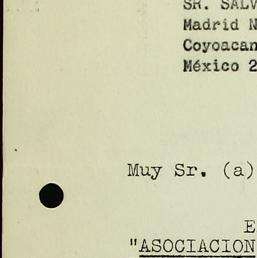 SR. SALV
Madrid N
Coyoacan
México 2
Muy Sr. (a)
E
"ASOCIACION